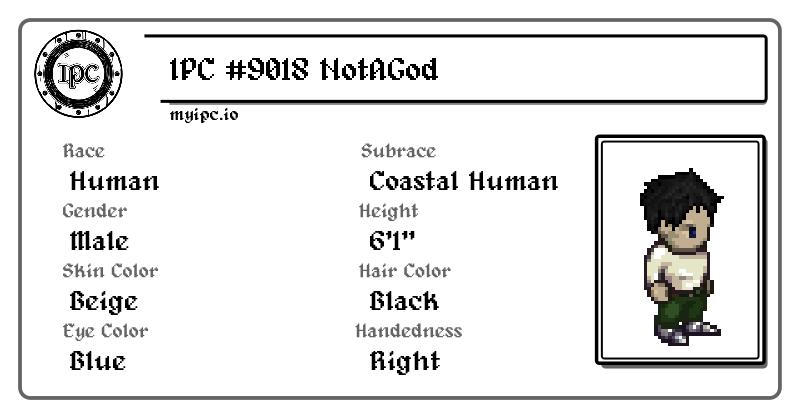 IPC
IPC #9018 NotAGod
myipc.io
Race
Human
Subrace
Coastal Human
Gender
Male
Height
6'1"
Skin Color
Beige
Hair Color
Black
Eye Color
Blue
Handedness
Right